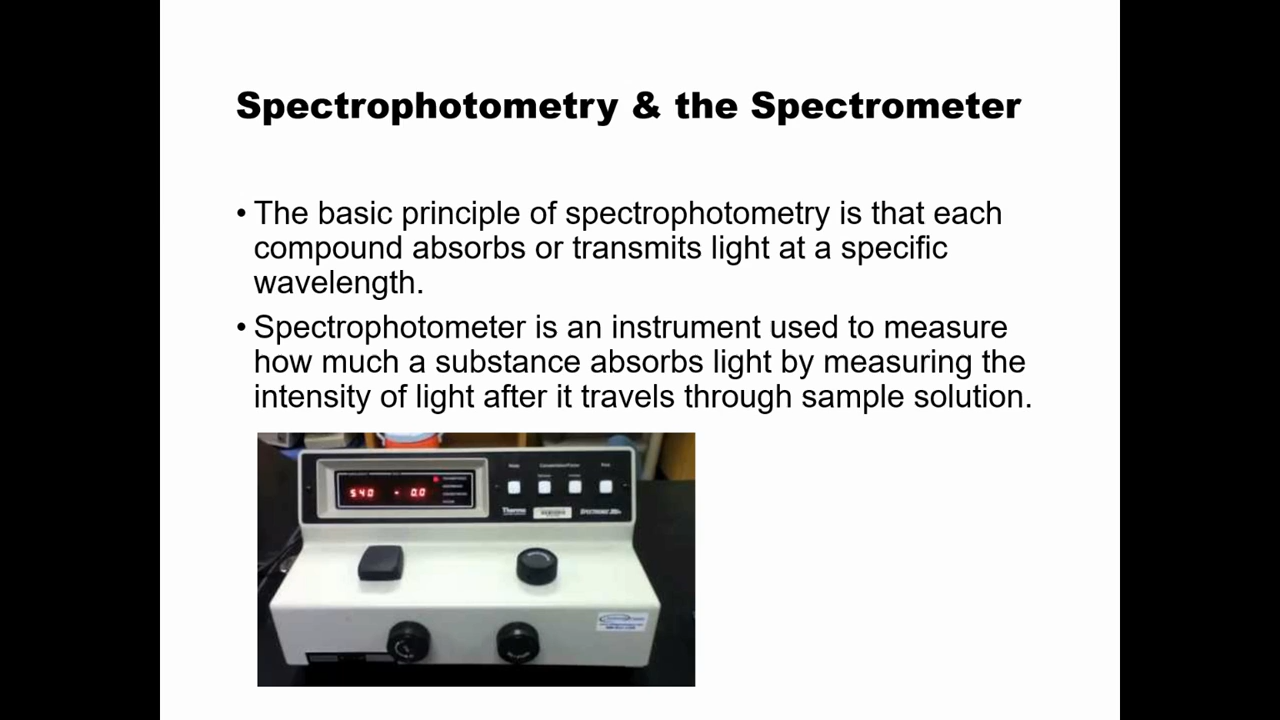 Spectrophotometry & the Spectrometer
• The basic principle of spectrophotometry is that each
compound absorbs or transmits light at a specific
wavelength.
• Spectrophotometer is an instrument used to measure
how much a substance absorbs light by measuring the
intensity of light after it travels through sample solution.
540 - 0.0
Mode
Print
Thermo